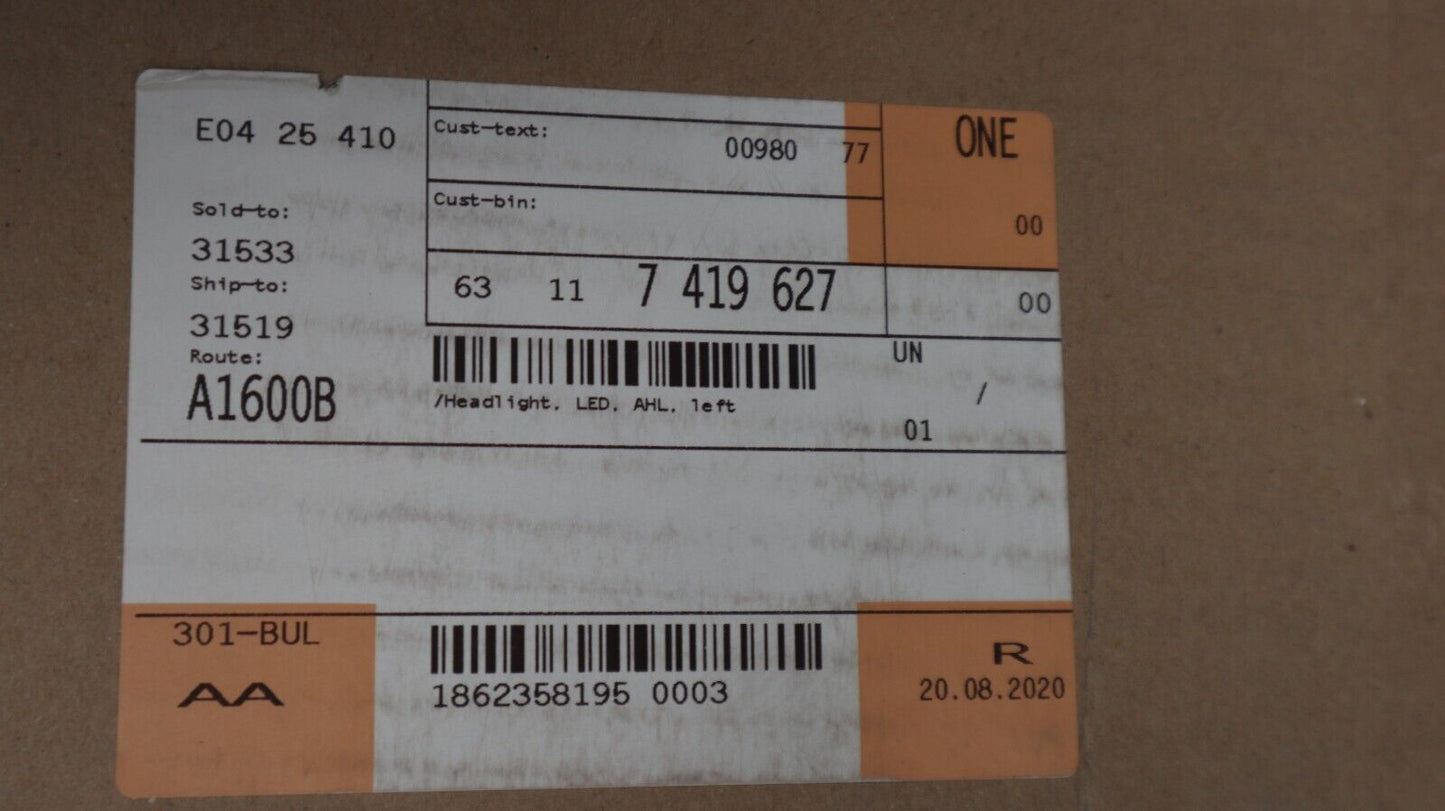 E04 25 410
Sold-to:
31533
Ship-to:
31519
Route:
A1600B
Cust-text:
00980 77
Cust-bin:
63 11 7 419 627
/Headlight, LED, AHL, left
ONE
00
00
UN
/
01
301-BUL
AA
1862358195 0003
R
20.08.2020